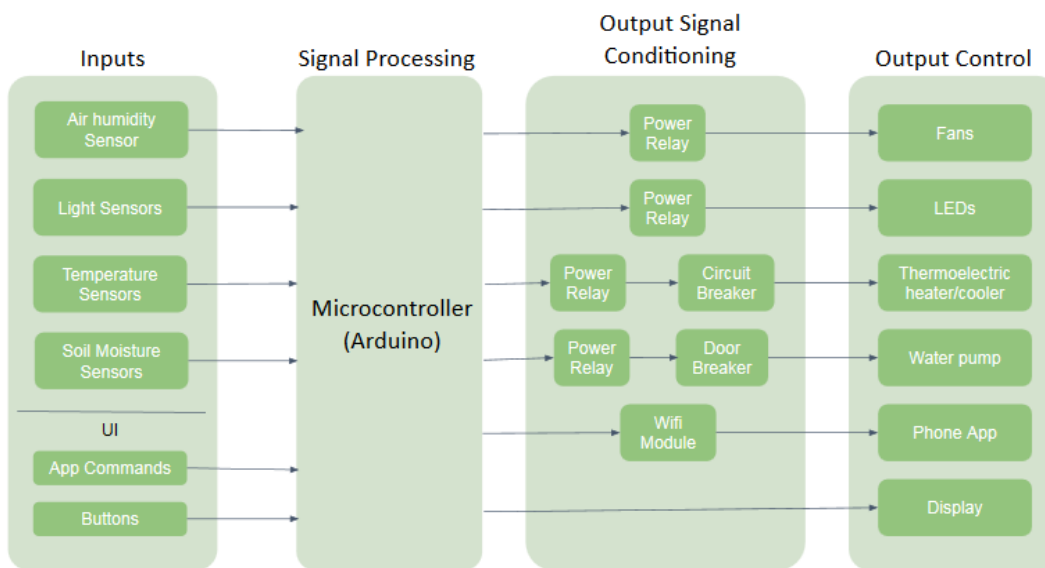 Inputs
Air humidity
Sensor
Light Sensors
Temperature
Sensors
Soil Moisture
Sensors
UI
App Commands
Buttons
Signal Processing
Microcontroller
(Arduino)
Output Signal
Conditioning
Power
Relay
Power
Relay
Power
Relay
Circuit
Breaker
Power
Relay
Door
Breaker
Wifi
Module
Output Control
Fans
LEDs
Thermoelectric
heater/cooler
Water pump
Phone App
Display